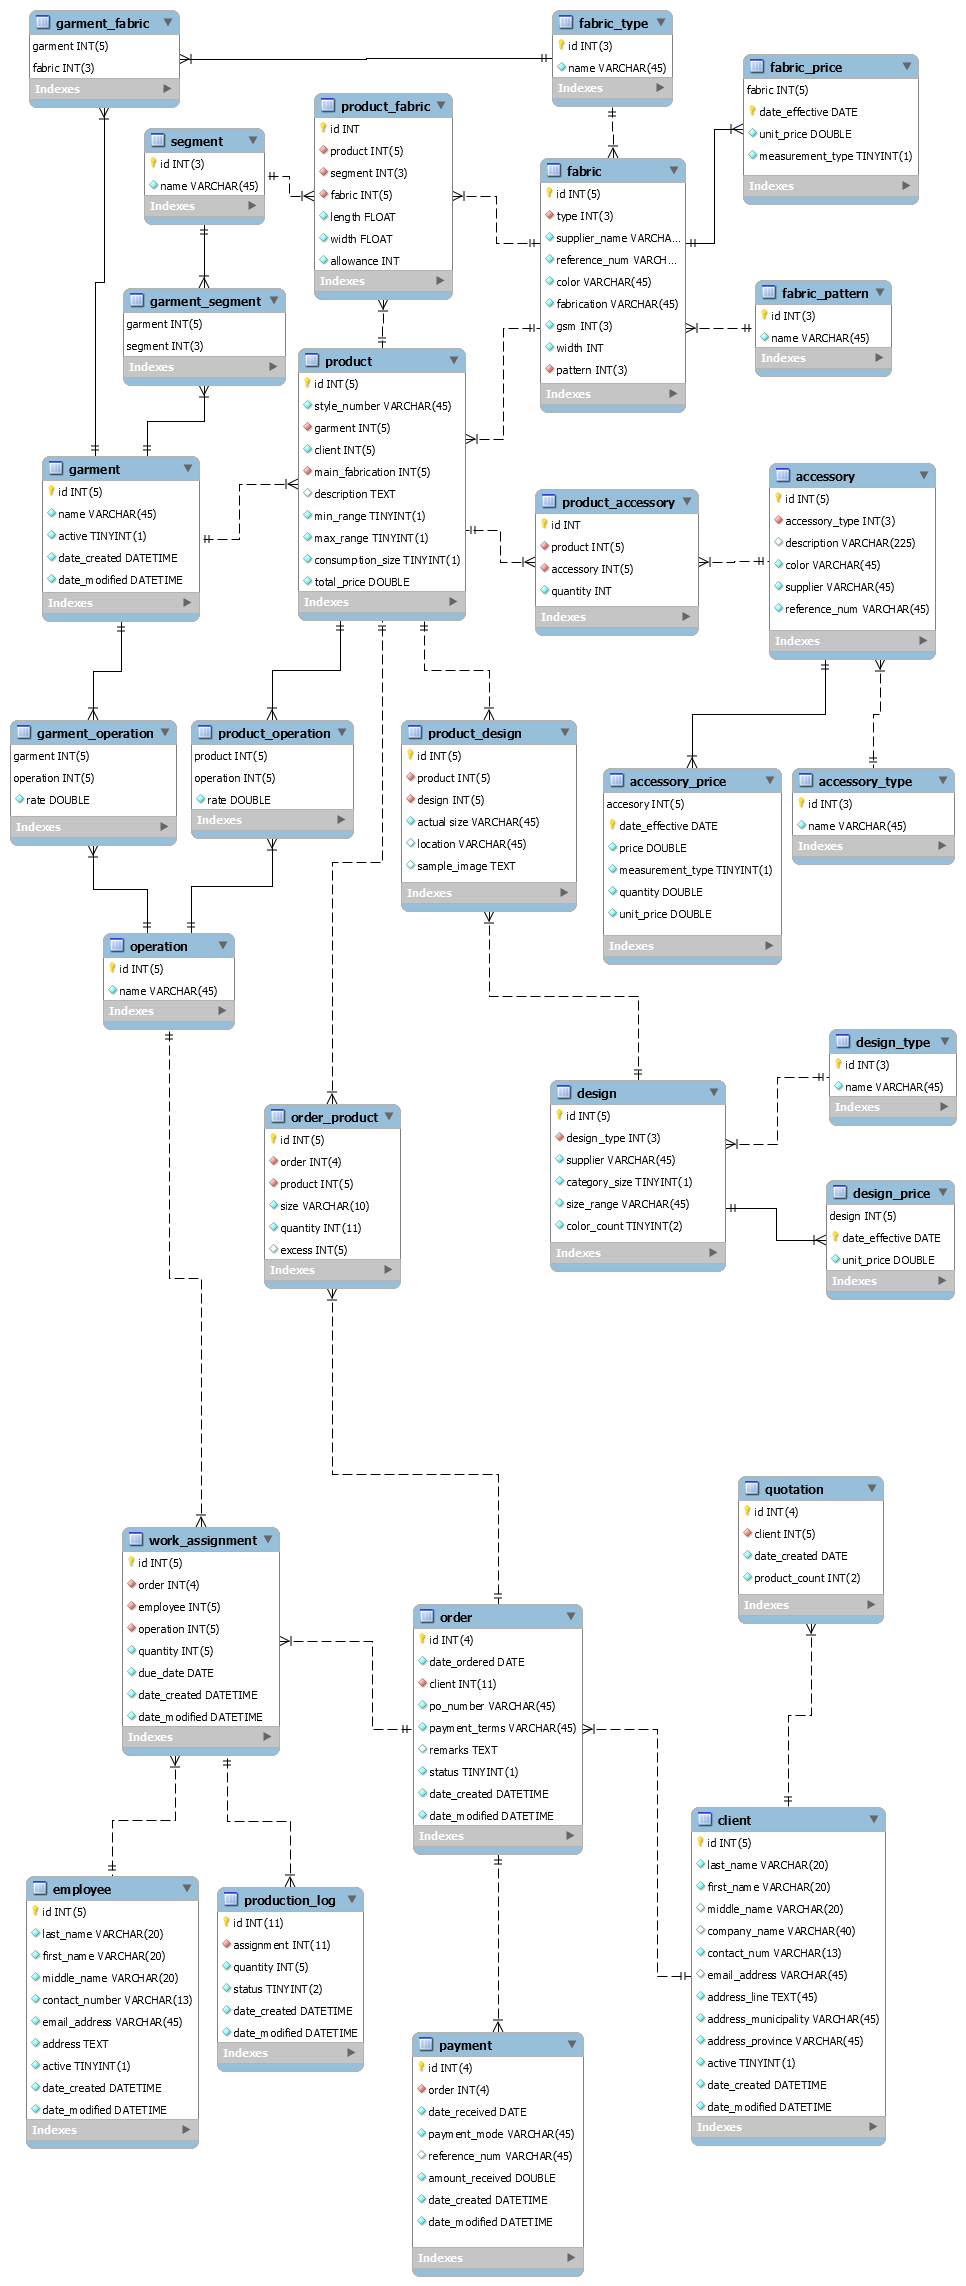 garment_fabric
garment INT(5)
fabric INT(3)
Indexes
fabric_type
id INT(3)
name VARCHAR(45)
Indexes
fabric_price
fabric INT(5)
date_effective DATE
unit_price DOUBLE
measurement_type TINYINT(1)
Indexes
product_fabric
id INT
product INT(5)
segment INT(3)
fabric INT(5)
length FLOAT
width FLOAT
allowance INT
Indexes
segment
id INT(3)
name VARCHAR(45)
Indexes
fabric
id INT(5)
type INT(3)
supplier_name VARCHA...
reference_num VARCH...
color VARCHAR(45)
fabrication VARCHAR(45)
gsm INT(3)
width INT
pattern INT(3)
Indexes
garment_segment
garment INT(5)
segment INT(3)
Indexes
fabric_pattern
id INT(3)
name VARCHAR(45)
Indexes
product
id INT(5)
style_number VARCHAR(45)
garment INT(5)
client INT(5)
main_fabrication INT(5)
description TEXT
min_range TINYINT(1)
max_range TINYINT(1)
consumption_size TINYINT(1)
total_price DOUBLE
Indexes
garment
id INT(5)
name VARCHAR(45)
active TINYINT(1)
date_created DATETIME
date_modified DATETIME
Indexes
product_accessory
id INT
product INT(5)
accessory INT(5)
quantity INT
Indexes
accessory
id INT(5)
accessory_type INT(3)
description VARCHAR(225)
color VARCHAR(45)
supplier VARCHAR(45)
reference_num VARCHAR(45)
Indexes
garment_operation
garment INT(5)
operation INT(5)
rate DOUBLE
Indexes
product_operation
product INT(5)
operation INT(5)
rate DOUBLE
Indexes
product_design
id INT(5)
product INT(5)
design INT(5)
actual size VARCHAR(45)
location VARCHAR(45)
sample_image TEXT
Indexes
accessory_price
accesory INT(5)
date_effective DATE
price DOUBLE
measurement_type TINYINT(1)
quantity DOUBLE
unit_price DOUBLE
Indexes
accessory_type
id INT(3)
name VARCHAR(45)
Indexes
operation
id INT(5)
name VARCHAR(45)
Indexes
design_type
id INT(3)
name VARCHAR(45)
Indexes
design
id INT(5)
design_type INT(3)
supplier VARCHAR(45)
category_size TINYINT(1)
size_range VARCHAR(45)
color_count TINYINT(2)
Indexes
order_product
id INT(5)
order INT(4)
product INT(5)
size VARCHAR(10)
quantity INT(11)
excess INT(5)
Indexes
design_price
design INT(5)
date_effective DATE
unit_price DOUBLE
Indexes
quotation
id INT(4)
client INT(5)
date_created DATE
product_count INT(2)
Indexes
work_assignment
id INT(5)
order INT(4)
employee INT(5)
operation INT(5)
quantity INT(5)
due_date DATE
date_created DATETIME
date_modified DATETIME
Indexes
order
id INT(4)
date_ordered DATE
client INT(11)
po_number VARCHAR(45)
payment_terms VARCHAR(45)
remarks TEXT
status TINYINT(1)
date_created DATETIME
date_modified DATETIME
Indexes
client
id INT(5)
last_name VARCHAR(20)
first_name VARCHAR(20)
middle_name VARCHAR(20)
company_name VARCHAR(40)
contact_num VARCHAR(13)
email_address VARCHAR(45)
address_line TEXT(45)
address_municipality VARCHAR(45)
address_province VARCHAR(45)
active TINYINT(1)
date_created DATETIME
date_modified DATETIME
Indexes
employee
id INT(5)
last_name VARCHAR(20)
first_name VARCHAR(20)
middle_name VARCHAR(20)
contact_number VARCHAR(13)
email_address VARCHAR(45)
address TEXT
active TINYINT(1)
date_created DATETIME
date_modified DATETIME
Indexes
production_log
id INT(11)
assignment INT(11)
quantity INT(5)
status TINYINT(2)
date_created DATETIME
date_modified DATETIME
Indexes
payment
id INT(4)
order INT(4)
date_received DATE
payment_mode VARCHAR(45)
reference_num VARCHAR(45)
amount_received DOUBLE
date_created DATETIME
date_modified DATETIME
Indexes